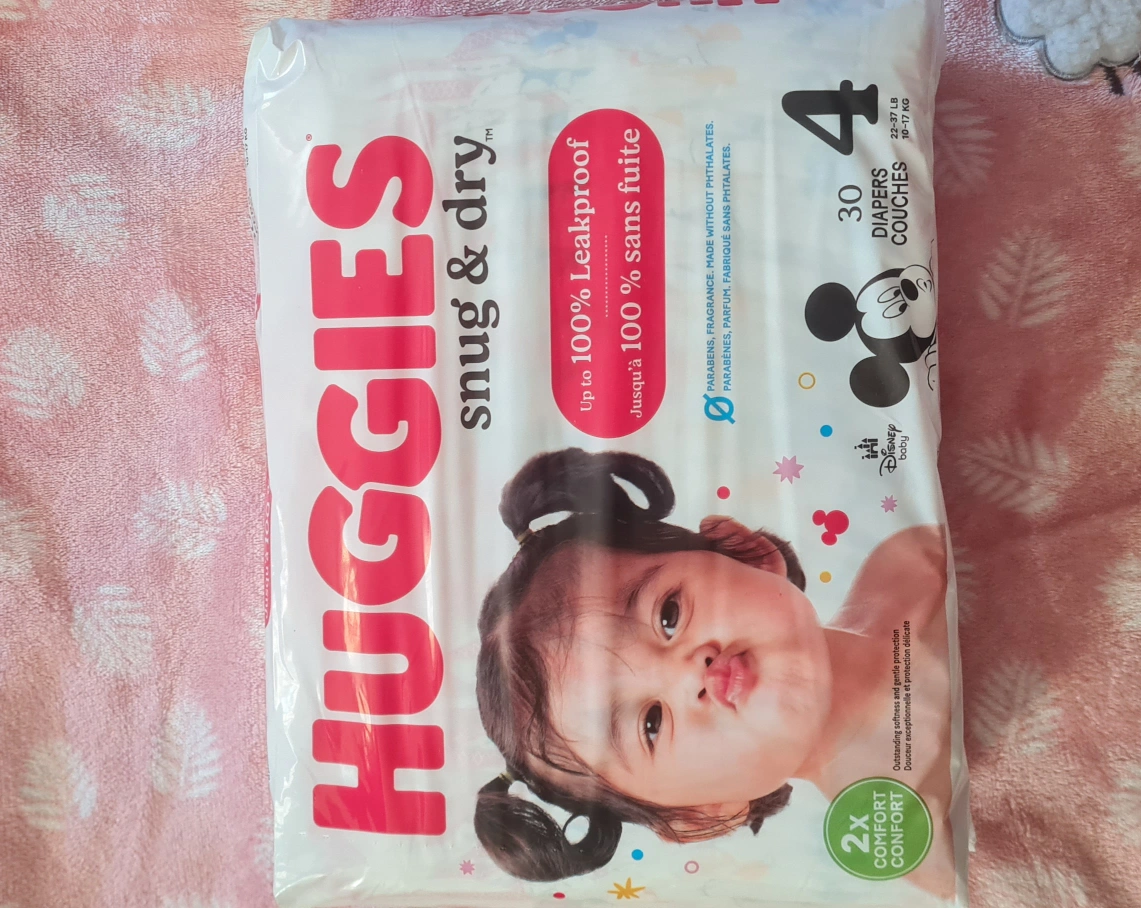 HUGGIES®
snug & dry™
Up to 100% Leakproof
Jusqu'à 100 % sans fuite
PARABENS, FRAGRANCE. MADE WITHOUT PHTHALATES.
PARABÈNES, PARFUM. FABRIQUÉ SANS PHTALATES.
4
30
DIAPERS
COUCHES
22-37 LB
10-17 KG
Disney
baby
Outstanding softness and gentle protection
Douceur exceptionnelle et protection délicate
2X
COMFORT
CONFORT